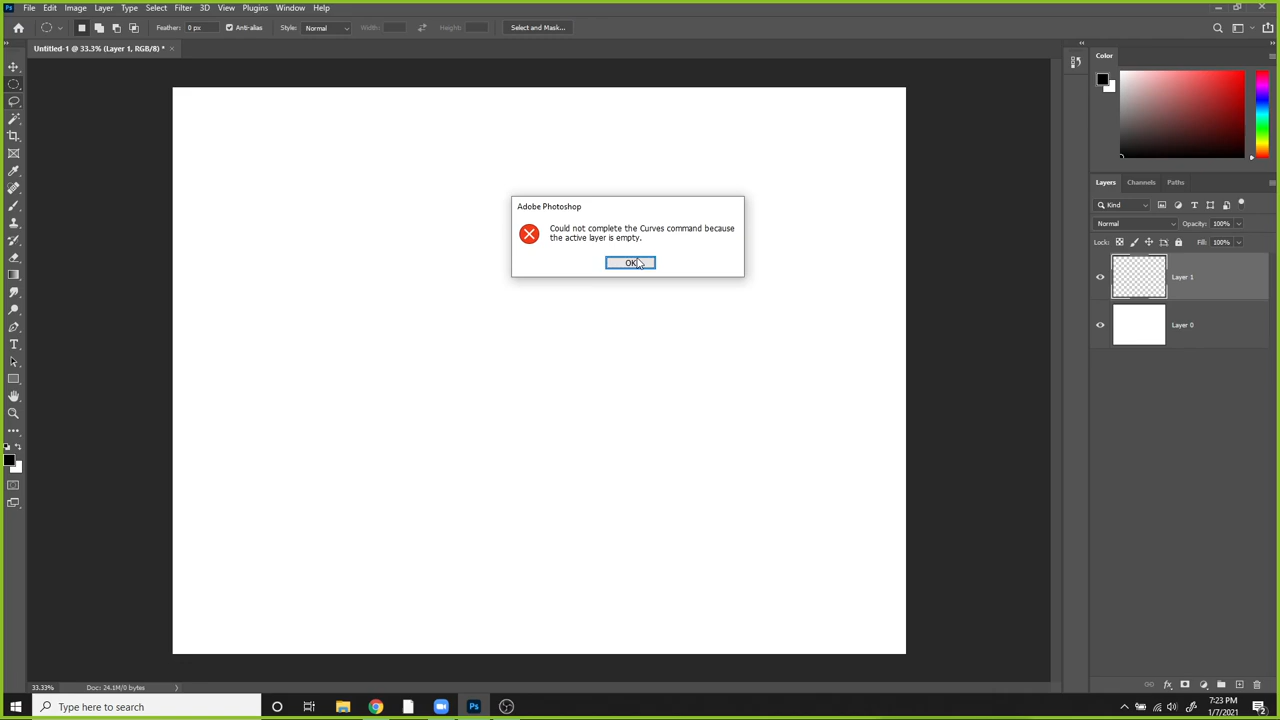 Ps File Edit Image Layer Type Select Filter 3D View Plugins Window Help
Feather: 0 px Anti-alias Style: Normal Width: Height: Select and Mask...
Untitled-1 @ 33.3% (Layer 1, RGB/8) * ×
Color
Adobe Photoshop
Could not complete the Curves command because
the active layer is empty.
OK
Layers Channels Paths
Kind
Normal Opacity: 100%
Lock: Fill: 100%
Layer 1
Layer 0
33.33% Doc: 24.1M/0 bytes
Type here to search
Ps
7:23 PM
1/7/2021
2